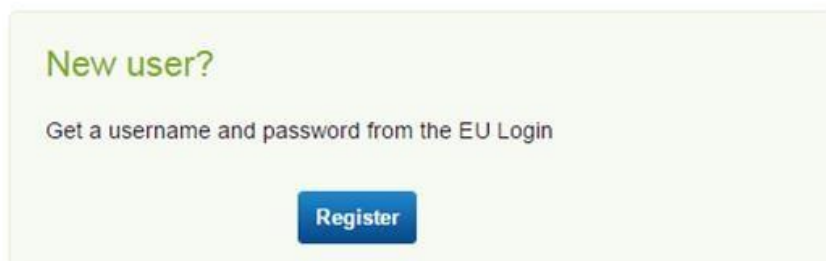 New user?
Get a username and password from the EU Login
Register